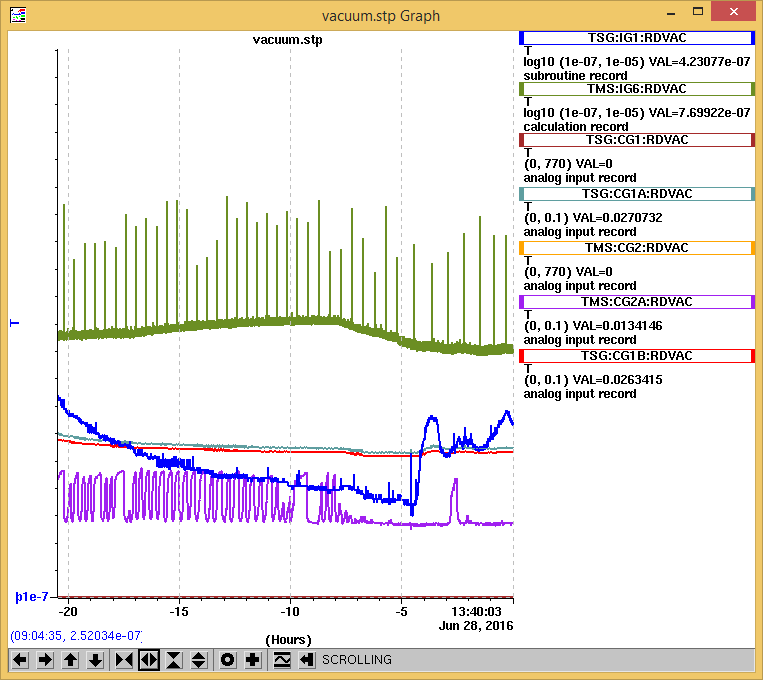 vacuum.stp Graph
vacuum.stp
TSG:IG1:RDVAC
T
log10 (1e-07, 1e-05) VAL=4.23077e-07
subroutine record
TMS:IG6:RDVAC
T
log10 (1e-07, 1e-05) VAL=7.69922e-07
calculation record
TSG:CG1:RDVAC
T
(0, 770) VAL=0
analog input record
TSG:CG1A:RDVAC
T
(0, 0.1) VAL=0.0270732
analog input record
TMS:CG2:RDVAC
T
(0, 770) VAL=0
analog input record
TMS:CG2A:RDVAC
T
(0, 0.1) VAL=0.0134146
analog input record
TSG:CG1B:RDVAC
T
(0, 0.1) VAL=0.0263415
analog input record
T
1e-7
-20 -15 -10 -5 13:40:03
Jun 28, 2016
(09:04:35, 2.52034e-07)
(Hours)
SCROLLING